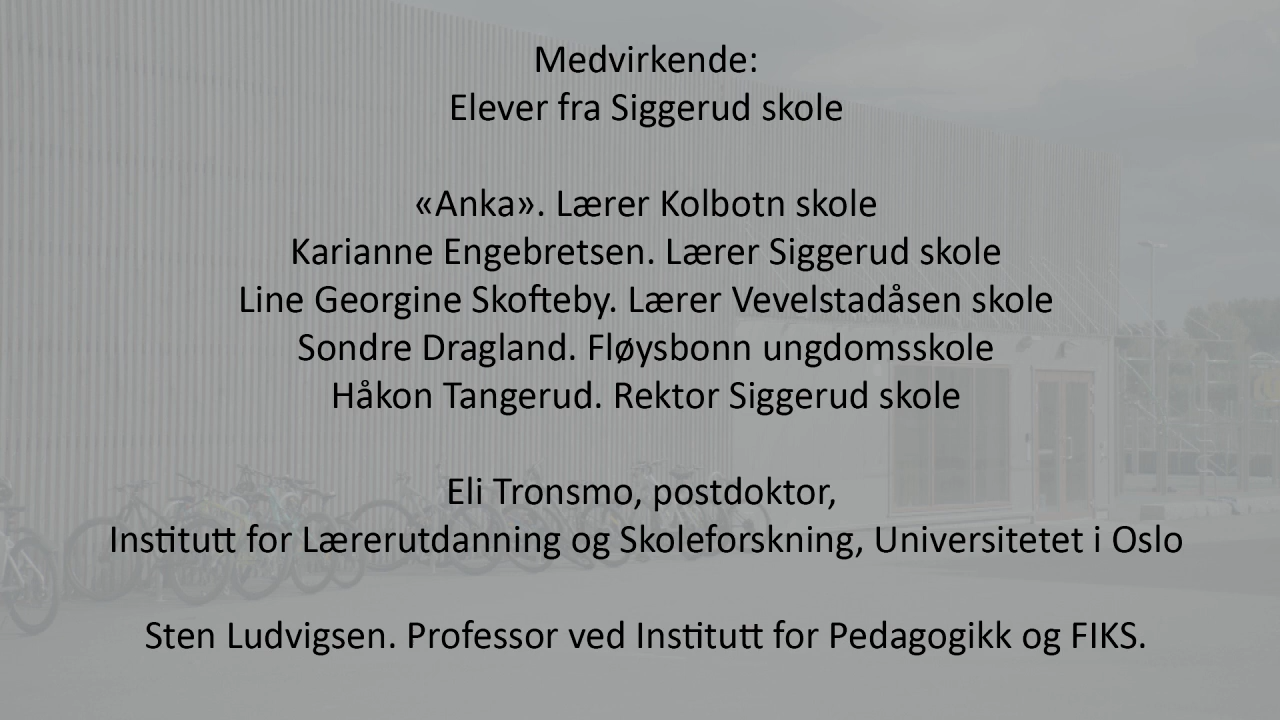 Medvirkende:
Elever fra Siggerud skole
«Anka». Lærer Kolbotn skole
Karianne Engebretsen. Lærer Siggerud skole
Line Georgine Skofteby. Lærer Vevelstadåsen skole
Sondre Dragland. Fløysbonn ungdomsskole
Håkon Tangerud. Rektor Siggerud skole
Eli Tronsmo, postdoktor,
Institutt for Lærerutdanning og Skoleforskning, Universitetet i Oslo
Sten Ludvigsen. Professor ved Institutt for Pedagogikk og FIKS.